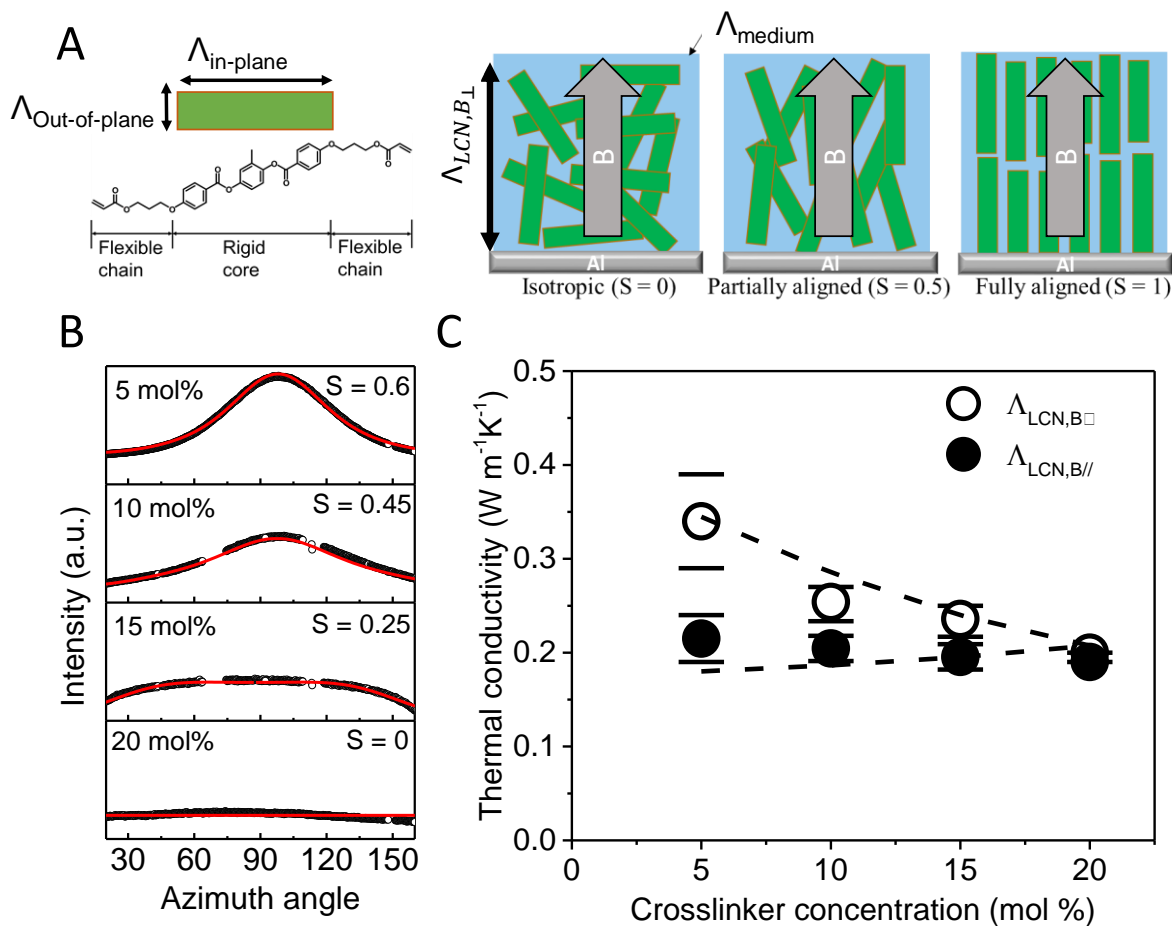 A
Λin-plane
ΛOut-of-plane
O
O
O
O
O
O
O
O
O
O
Flexible chain
Rigid core
Flexible chain
Λmedium
ΛLCN,B⊥
B
B
B
Al
Al
Al
Isotropic (S = 0)
Partially aligned (S = 0.5)
Fully aligned (S = 1)
B
5 mol%
S = 0.6
10 mol%
S = 0.45
15 mol%
S = 0.25
20 mol%
S = 0
Intensity (a.u.)
30 60 90 120 150
Azimuth angle
C
0.5
0.4
0.3
0.2
0.1
0.0
ΛLCN,B□
ΛLCN,B//
Thermal conductivity (W m-1K-1)
0 5 10 15 20
Crosslinker concentration (mol %)